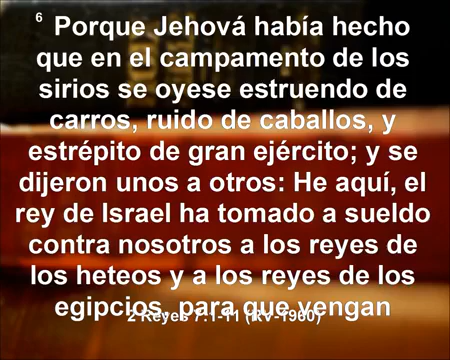 6 Porque Jehová había hecho
que en el campamento de los
sirios se oyese estruendo de
carros, ruido de caballos, y
estrépito de gran ejército; y se
dijeron unos a otros: He aquí, el
rey de Israel ha tomado a sueldo
contra nosotros a los reyes de
los heteos y a los reyes de los
egipcios, para que vengan
2 Reyes 7:1-11 (RV-1960)